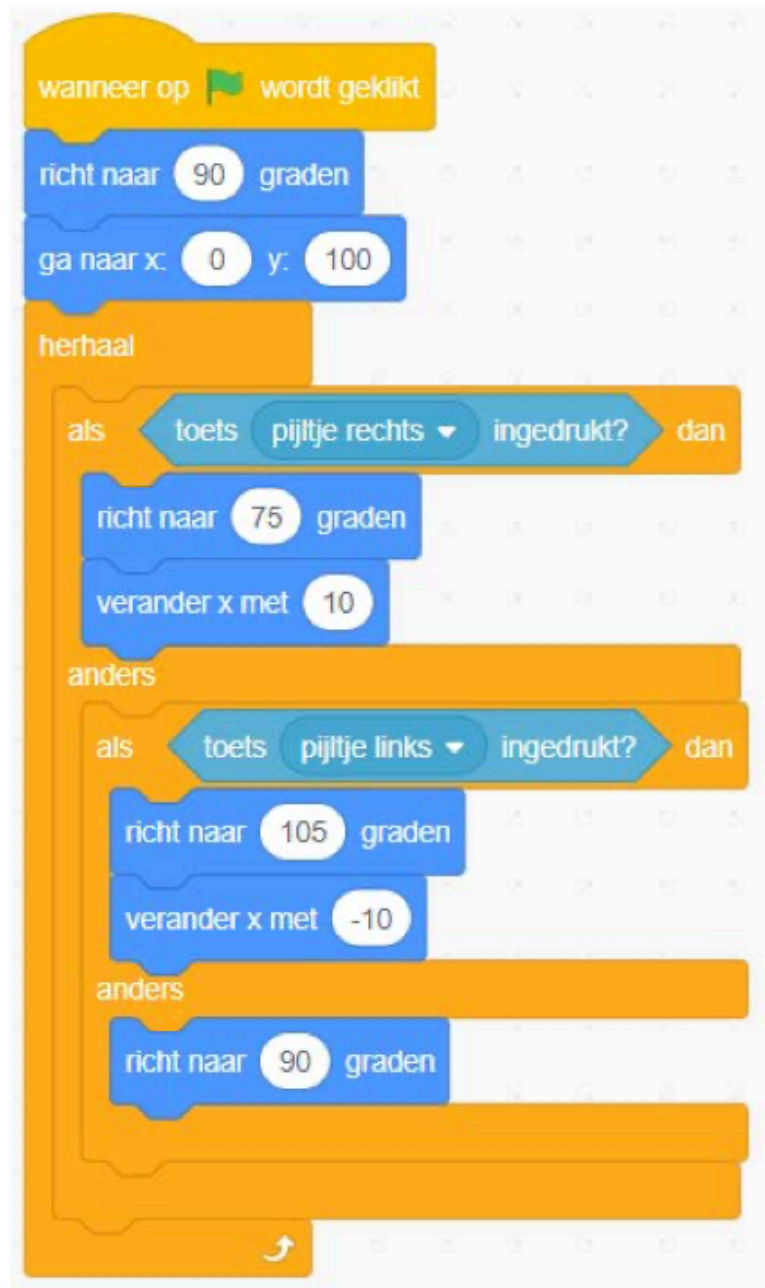 wanneer op wordt geklikt
richt naar 90 graden
ga naar x: 0 y: 100
herhaal
als toets pijltje rechts ingedrukt? dan
richt naar 75 graden
verander x met 10
anders
als toets pijltje links ingedrukt? dan
richt naar 105 graden
verander x met -10
anders
richt naar 90 graden